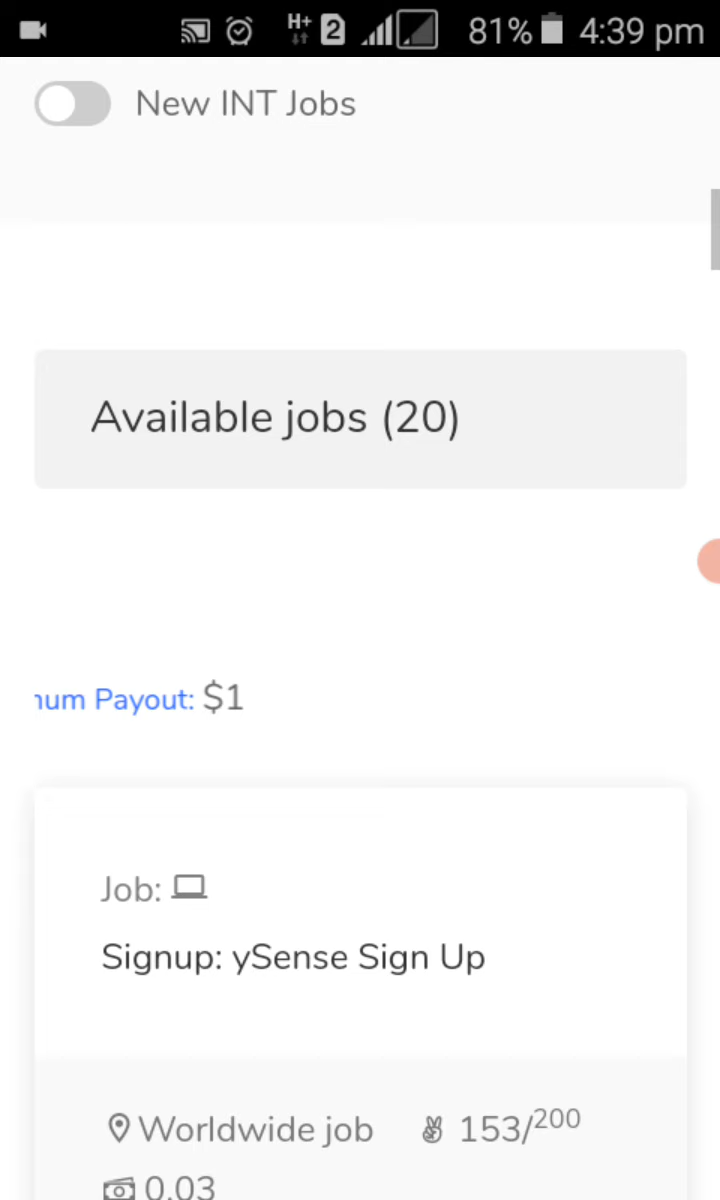 H+ 2 81% 4:39 pm
New INT Jobs
Available jobs (20)
Payout: $1
Job:
Signup: ySense Sign Up
Worldwide job 153/200
0.03